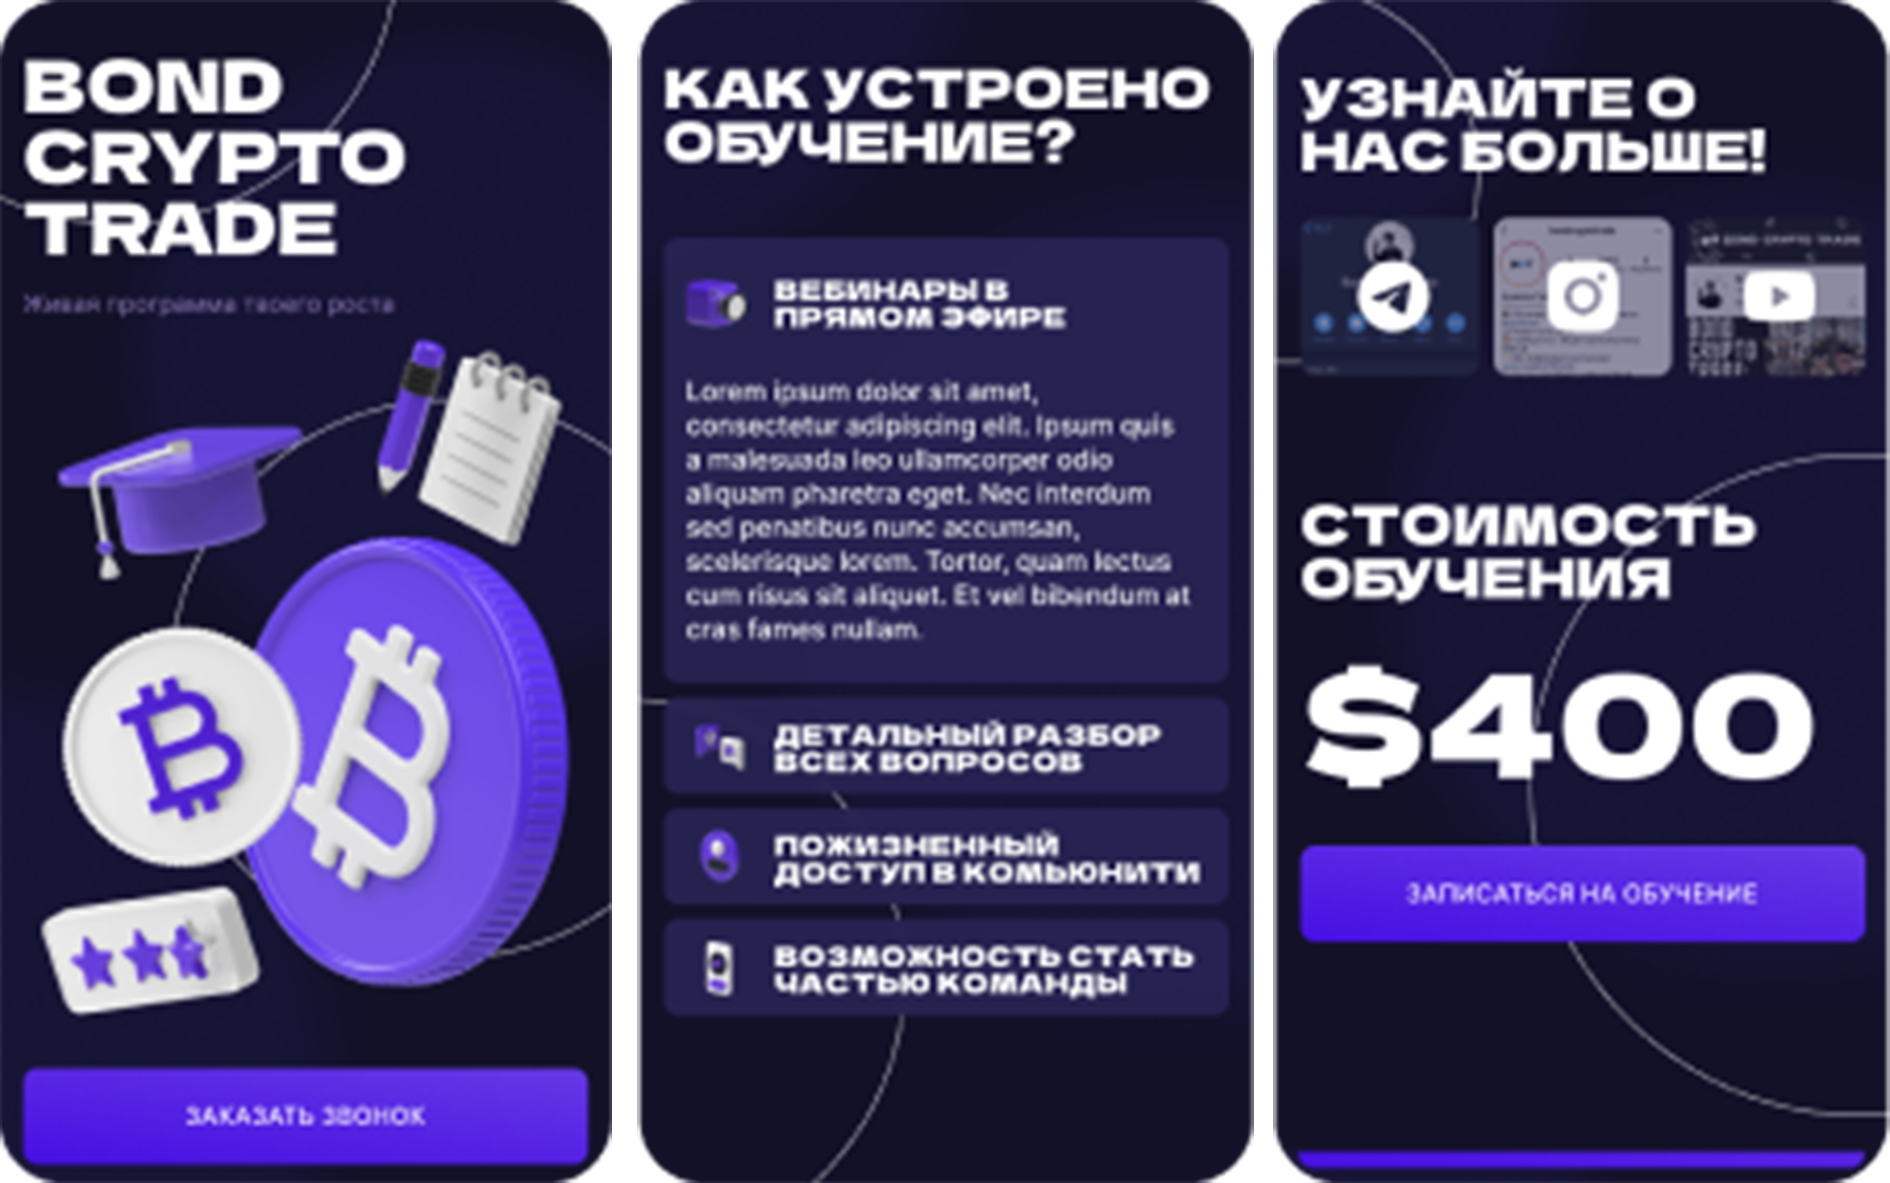 BOND
CRYPTO
TRADE
Живая программа твоего роста
ЗАКАЗАТЬ ЗВОНОК
КАК УСТРОЕНО
ОБУЧЕНИЕ?
ВЕБИНАРЫ В
ПРЯМОМ ЭФИРЕ
Lorem ipsum dolor sit amet,
consectetur adipiscing elit. Ipsum quis
a malesuada leo ullamcorper odio
aliquam pharetra eget. Nec interdum
sed penatibus nunc accumsan,
scelerisque lorem. Tortor, quam lectus
cum risus sit aliquet. Et vel bibendum at
cras fames nullam.
ДЕТАЛЬНЫЙ РАЗБОР
ВСЕХ ВОПРОСОВ
ПОЖИЗНЕННЫЙ
ДОСТУП В КОМЬЮНИТИ
ВОЗМОЖНОСТЬ СТАТЬ
ЧАСТЬЮ КОМАНДЫ
УЗНАЙТЕ О
НАС БОЛЬШЕ!
BOND CRYPTO TRADE
СТОИМОСТЬ
ОБУЧЕНИЯ
$400
ЗАПИСАТЬСЯ НА ОБУЧЕНИЕ